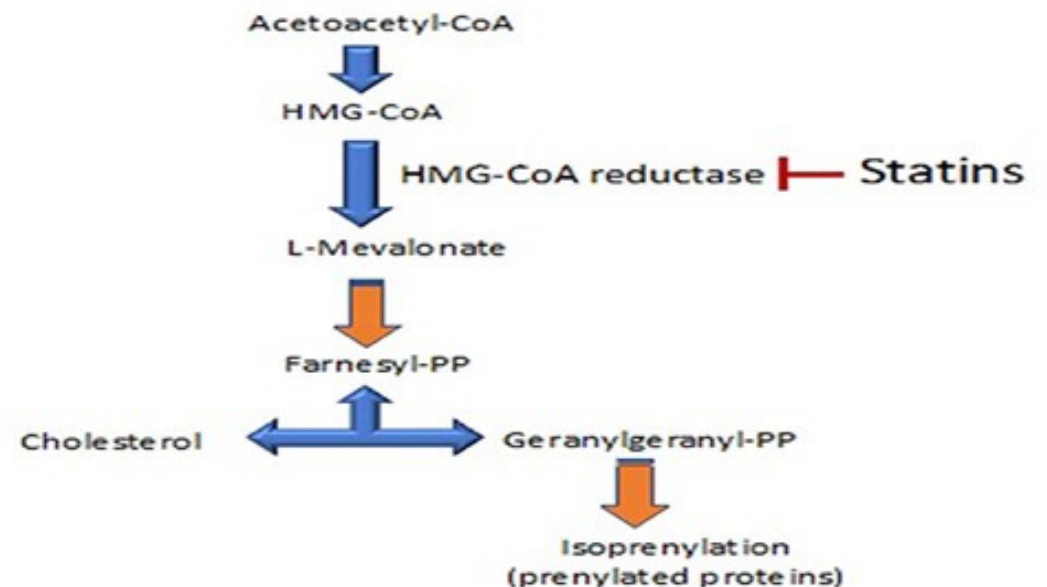 Acetoacetyl-CoA
HMG-CoA
HMG-CoA reductase
Statins
L-Mevalonate
Farnesyl-PP
Cholesterol
Geranylgeranyl-PP
Isoprenylation
(prenylated proteins)